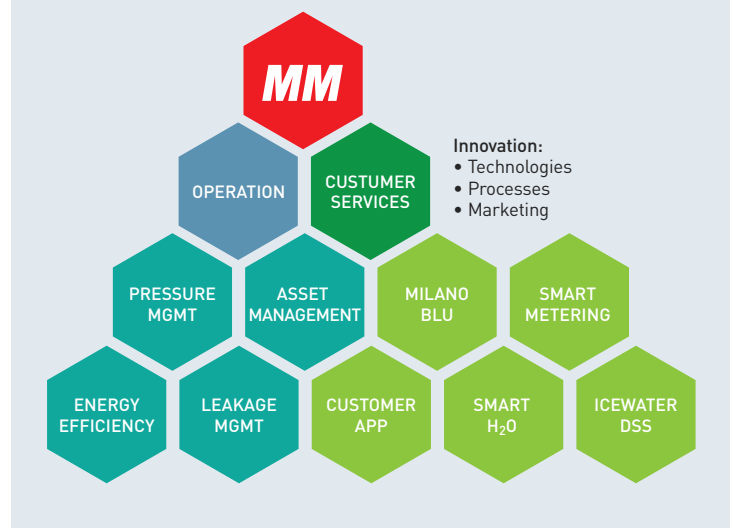 MM
OPERATION
CUSTUMER
SERVICES
Innovation:
• Technologies
• Processes
• Marketing
PRESSURE
MGMT
ASSET
MANAGEMENT
MILANO
BLU
SMART
METERING
ENERGY
EFFICIENCY
LEAKAGE
MGMT
CUSTOMER
APP
SMART
H₂O
ICEWATER
DSS